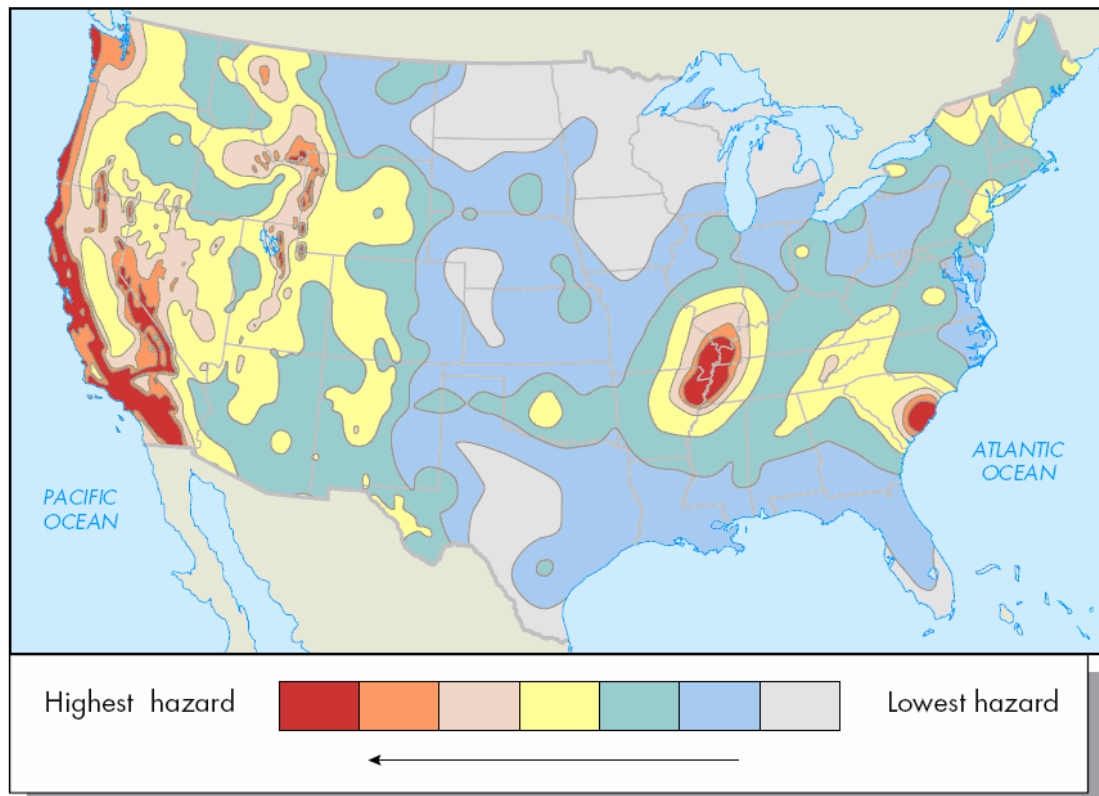 PACIFIC
OCEAN
ATLANTIC
OCEAN
Highest hazard
Lowest hazard